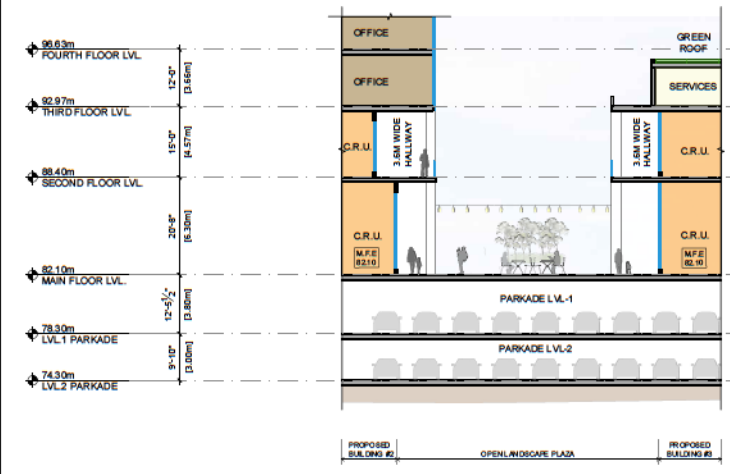 OFFICE
GREEN
ROOF
96.63m
FOURTH FLOOR LVL.
12'-0"
[3.66m]
OFFICE
SERVICES
92.97m
THIRD FLOOR LVL.
15'-0"
[4.57m]
C.R.U.
3.6M WIDE
HALLWAY
3.6M WIDE
HALLWAY
C.R.U.
88.40m
SECOND FLOOR LVL.
20'-8"
[6.30m]
C.R.U.
M.F.E
82.10
C.R.U.
M.F.E
82.10
82.10m
MAIN FLOOR LVL.
12'-5½"
[3.80m]
PARKADE LVL-1
78.30m
LVL.1 PARKADE
9'-10"
[3.00m]
PARKADE LVL-2
74.30m
LVL.2 PARKADE
PROPOSED
BUILDING #2
OPEN LANDSCAPE PLAZA
PROPOSED
BUILDING #3